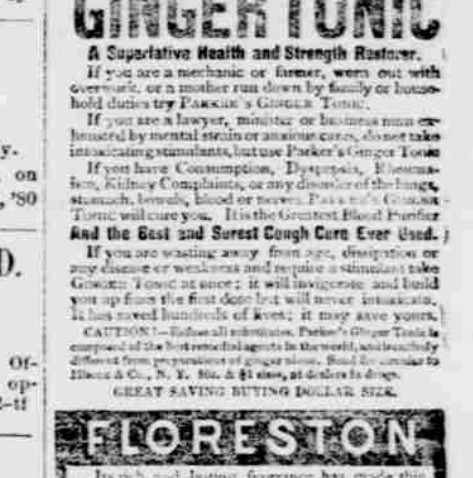 GINGER TONIC
A Superlative Health and Strength Restorer.
If you are a mechanic or farmer, worn out with
overwork, or a mother run down by family or house-
hold duties try PARKER'S GINGER TONIC.
If you are a lawyer, minister or business man ex-
hausted by mental strain or anxious cares, do not take
intoxicating stimulants, but use Parker's Ginger Tonic
If you have Consumption, Dyspepsia, Rheuma-
tism, Kidney Complaints, or any disorder of the lungs,
stomach, bowels, blood or nerves, PARKER'S GINGER
TONIC will cure you. It is the Greatest Blood Purifier
And the Best and Surest Cough Cure Ever Used.
If you are wasting away from age, dissipation or
any disease or weakness and require a stimulant take
GINGER TONIC at once; it will invigorate and build
you up from the first dose but will never intoxicate.
It has saved hundreds of lives; it may save yours.
CAUTION!—Refuse all substitutes. Parker's Ginger Tonic is
composed of the best remedial agents in the world, and is entirely
different from preparations of ginger alone. Send for circular to
Hiscox & Co., N. Y. 50c. & $1 sizes, at dealers in drugs.
GREAT SAVING BUYING DOLLAR SIZE.
FLORESTON
Its rich and lasting fragrance has made this
y.
on
, '80
D.
Of-
op-